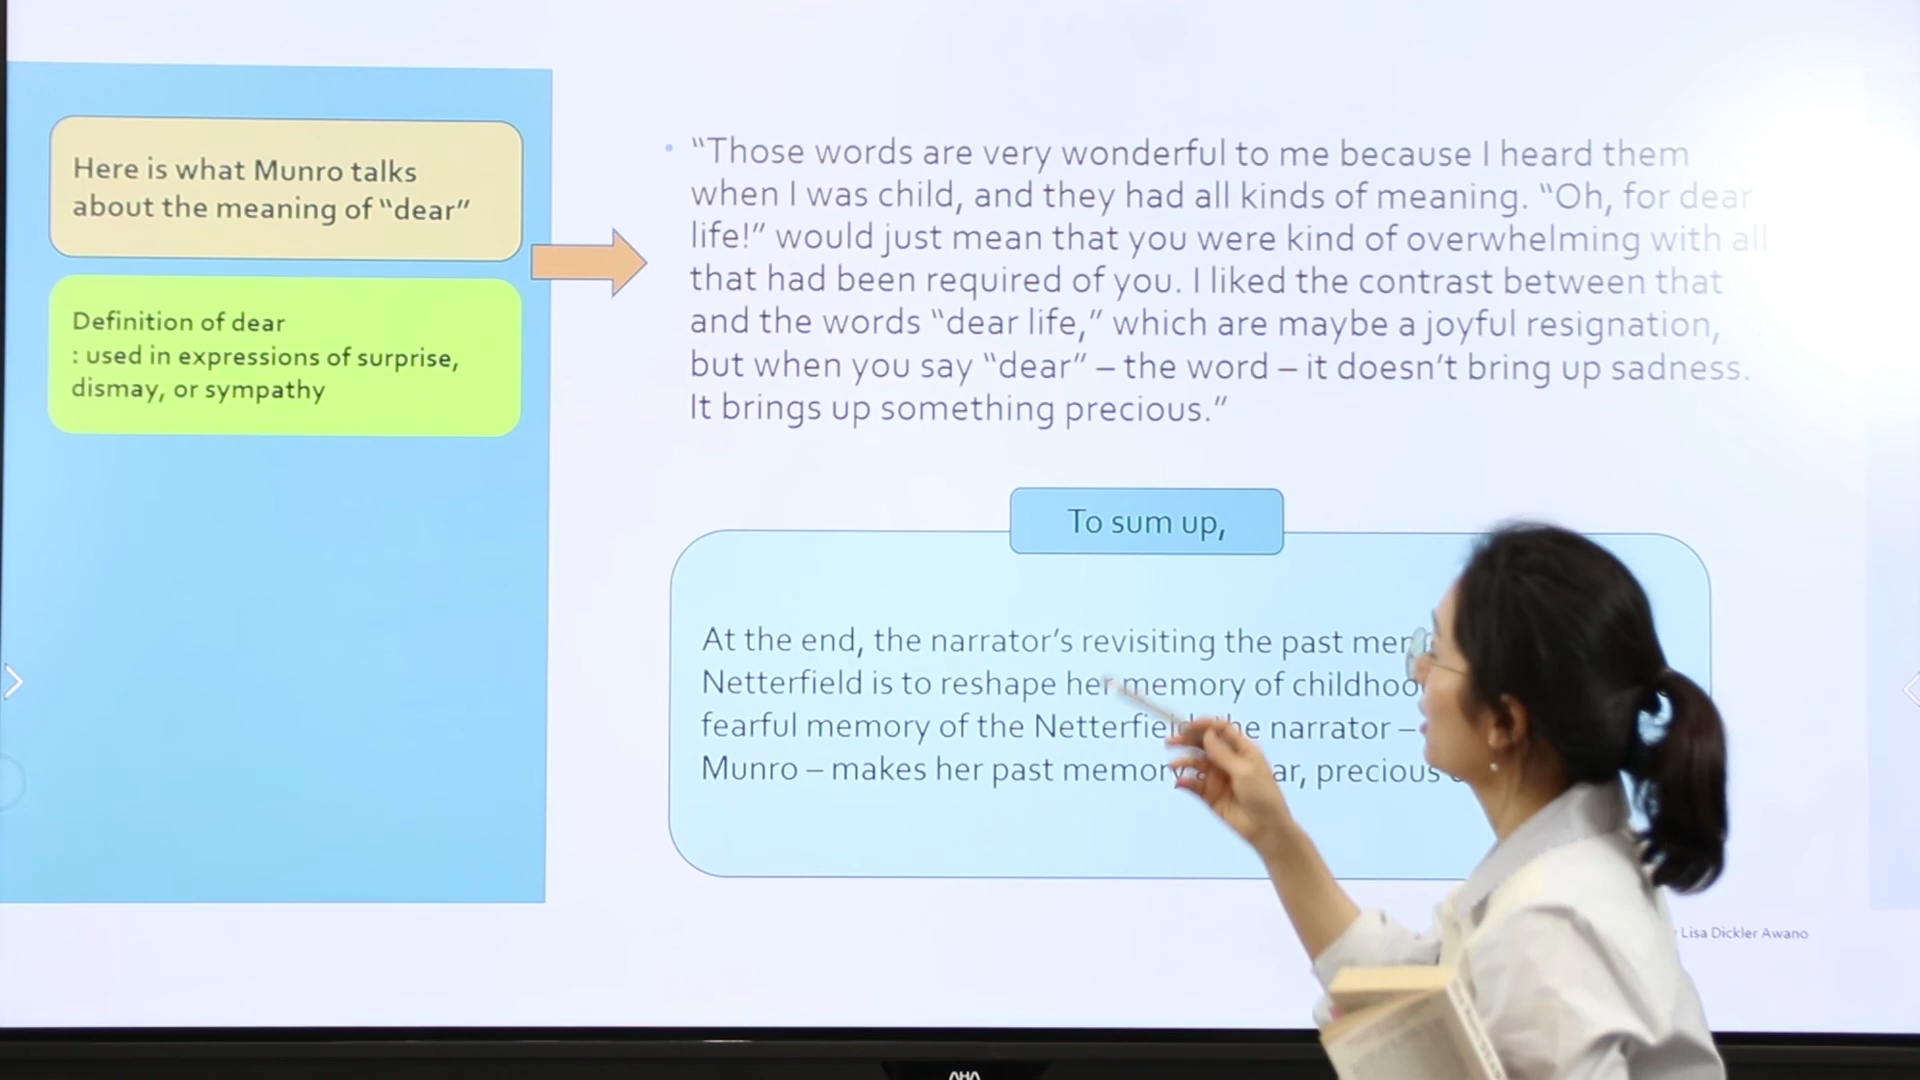 Here is what Munro talks
about the meaning of “dear”
Definition of dear
: used in expressions of surprise,
dismay, or sympathy
• “Those words are very wonderful to me because I heard them
when I was child, and they had all kinds of meaning. “Oh, for dear
life!” would just mean that you were kind of overwhelming with all
that had been required of you. I liked the contrast between that
and the words “dear life,” which are maybe a joyful resignation,
but when you say “dear” – the word – it doesn’t bring up sadness.
It brings up something precious.”
To sum up,
At the end, the narrator’s revisiting the past
Netterfield is to reshape her memory of
fearful memory of the narrator –
Munro – makes her past memory precious
Lisa Dickler Awano
AHA